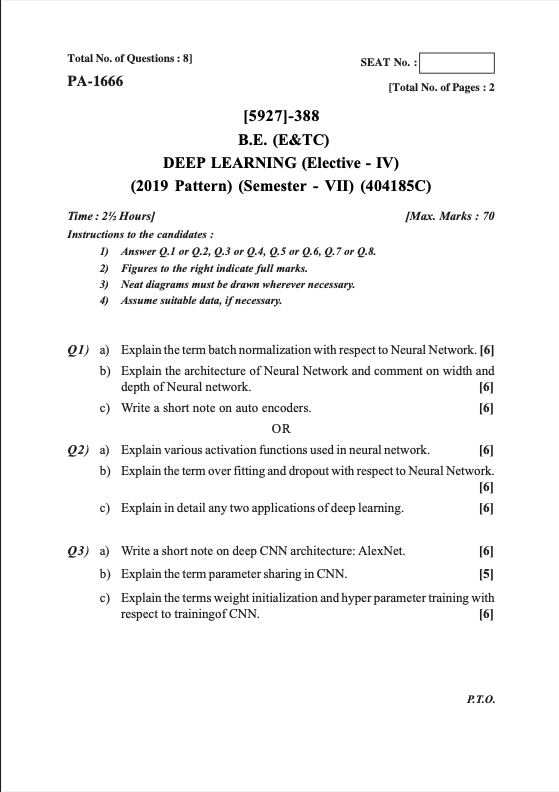 Total No. of Questions : 8]
SEAT No. :
PA-1666
[Total No. of Pages : 2
[5927]-388
B.E. (E&TC)
DEEP LEARNING (Elective - IV)
(2019 Pattern) (Semester - VII) (404185C)
Time : 2½ Hours] [Max. Marks : 70
Instructions to the candidates :
1) Answer Q.1 or Q.2, Q.3 or Q.4, Q.5 or Q.6, Q.7 or Q.8.
2) Figures to the right indicate full marks.
3) Neat diagrams must be drawn wherever necessary.
4) Assume suitable data, if necessary.
Q1) a) Explain the term batch normalization with respect to Neural Network. [6]
b) Explain the architecture of Neural Network and comment on width and
depth of Neural network. [6]
c) Write a short note on auto encoders. [6]
OR
Q2) a) Explain various activation functions used in neural network. [6]
b) Explain the term over fitting and dropout with respect to Neural Network.
[6]
c) Explain in detail any two applications of deep learning. [6]
Q3) a) Write a short note on deep CNN architecture: AlexNet. [6]
b) Explain the term parameter sharing in CNN. [5]
c) Explain the terms weight initialization and hyper parameter training with
respect to trainingof CNN. [6]
P.T.O.